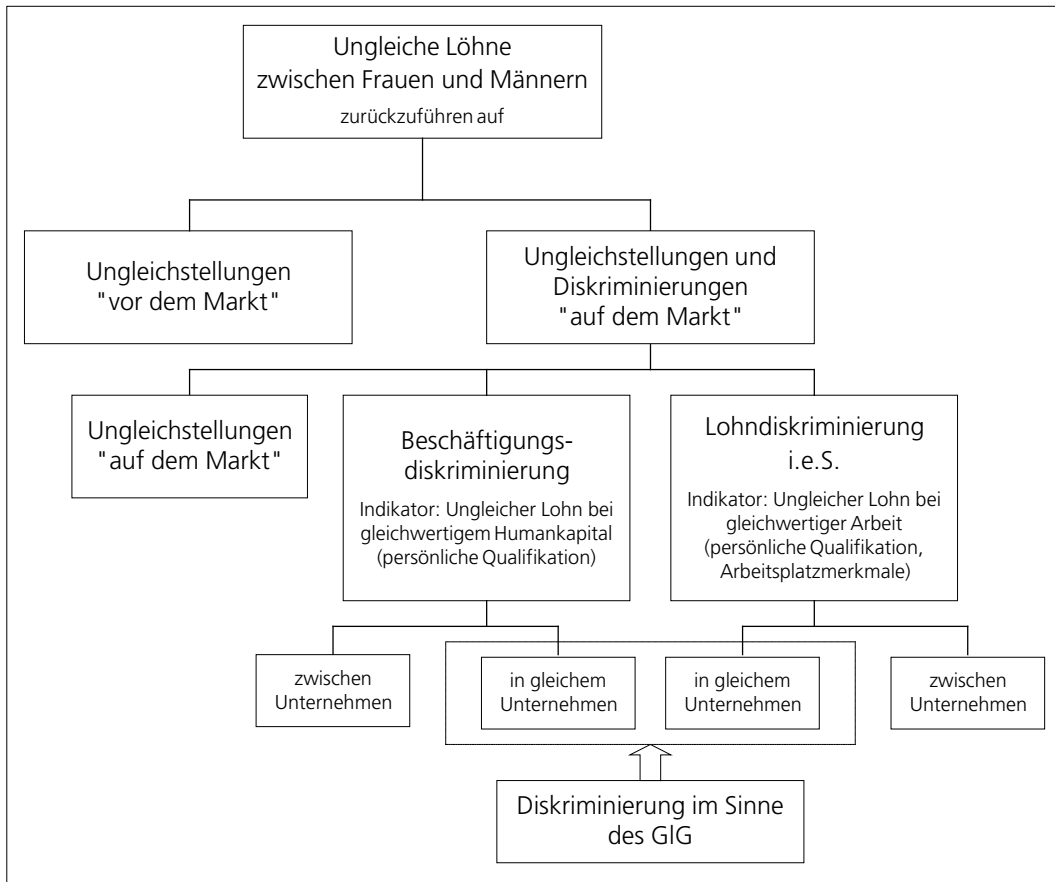 Ungleiche Löhne
zwischen Frauen und Männern
zurückzuführen auf
Ungleichstellungen
"vor dem Markt"
Ungleichstellungen und
Diskriminierungen
"auf dem Markt"
Ungleichstellungen
"auf dem Markt"
Beschäftigungs-
diskriminierung
Indikator: Ungleicher Lohn bei
gleichwertigem Humankapital
(persönliche Qualifikation)
Lohndiskriminierung
i.e.S.
Indikator: Ungleicher Lohn bei
gleichwertiger Arbeit
(persönliche Qualifikation,
Arbeitsplatzmerkmale)
zwischen
Unternehmen
in gleichem
Unternehmen
in gleichem
Unternehmen
zwischen
Unternehmen
Diskriminierung im Sinne
des GlG